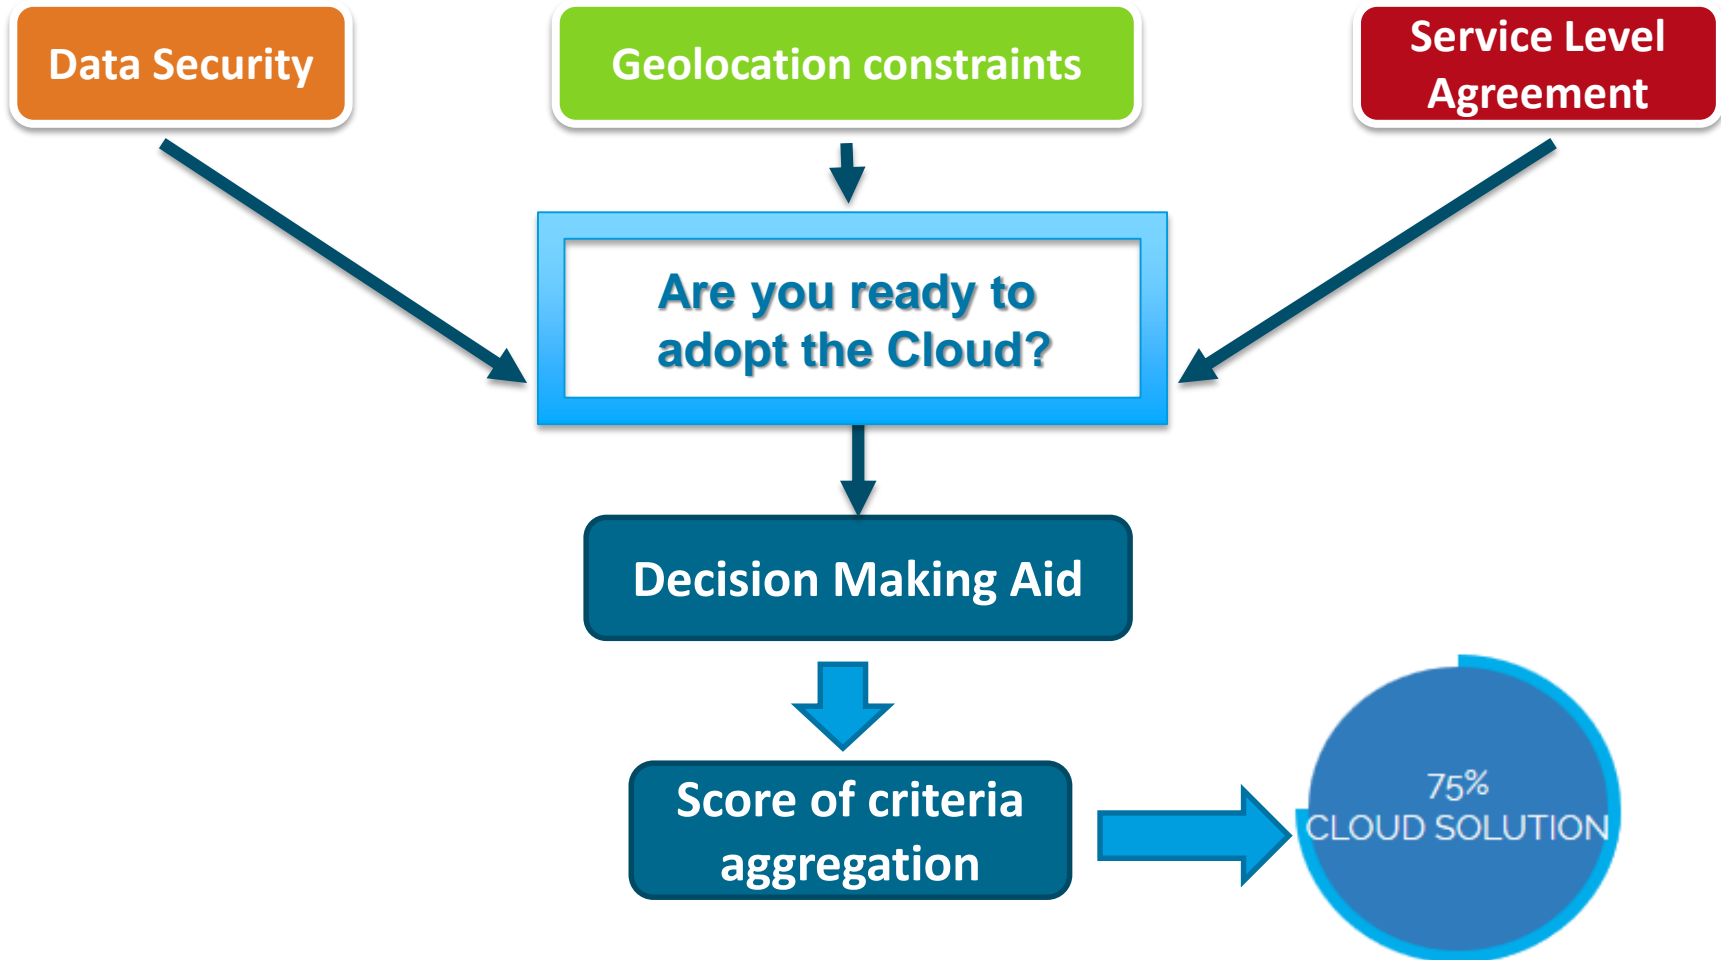 Data Security
Geolocation constraints
Service Level
Agreement
Are you ready to
adopt the Cloud?
Decision Making Aid
Score of criteria
aggregation
75%
CLOUD SOLUTION